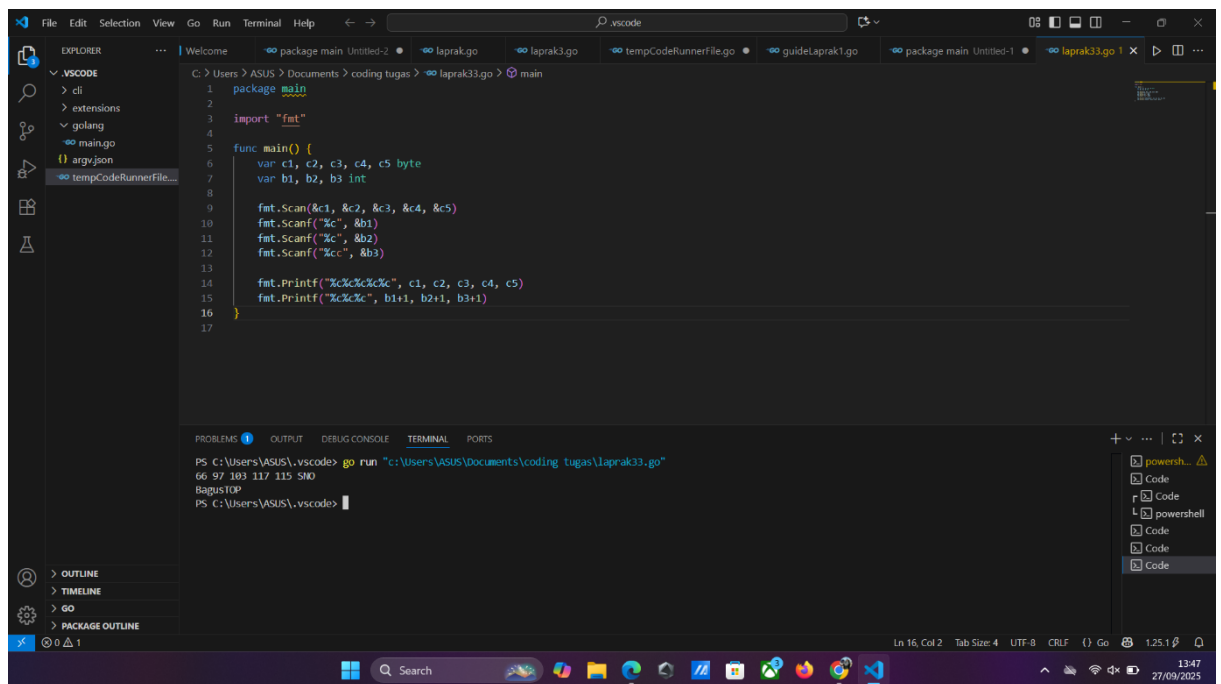 File Edit Selection View Go Run Terminal Help
.vscode
EXPLORER
Welcome package main Untitled-2 laprak.go laprak3.go tempCodeRunnerFile.go guideLaprak1.go package main Untitled-1 laprak33.go 1
.VSCODE
cli
extensions
golang
main.go
argv.json
tempCodeRunnerFile....
C: > Users > ASUS > Documents > coding tugas > laprak33.go > main
1 package main
2
3 import "fmt"
4
5 func main() {
6 var c1, c2, c3, c4, c5 byte
7 var b1, b2, b3 int
8
9 fmt.Scan(&c1, &c2, &c3, &c4, &c5)
10 fmt.Scanf("%c", &b1)
11 fmt.Scanf("%c", &b2)
12 fmt.Scanf("%cc", &b3)
13
14 fmt.Printf("%c%c%c%c%c", c1, c2, c3, c4, c5)
15 fmt.Printf("%c%c%c", b1+1, b2+1, b3+1)
16 }
17
PROBLEMS 1 OUTPUT DEBUG CONSOLE TERMINAL PORTS
PS C:\Users\ASUS\.vscode> go run "c:\Users\ASUS\Documents\coding tugas\laprak33.go"
66 97 103 117 115 SNO
BagusTOP
PS C:\Users\ASUS\.vscode>
powersh...
Code
Code
powershell
Code
Code
Code
OUTLINE
TIMELINE
GO
PACKAGE OUTLINE
0 1
Ln 16, Col 2 Tab Size: 4 UTF-8 CRLF {} Go 1.25.1
Search
13:47
27/09/2025